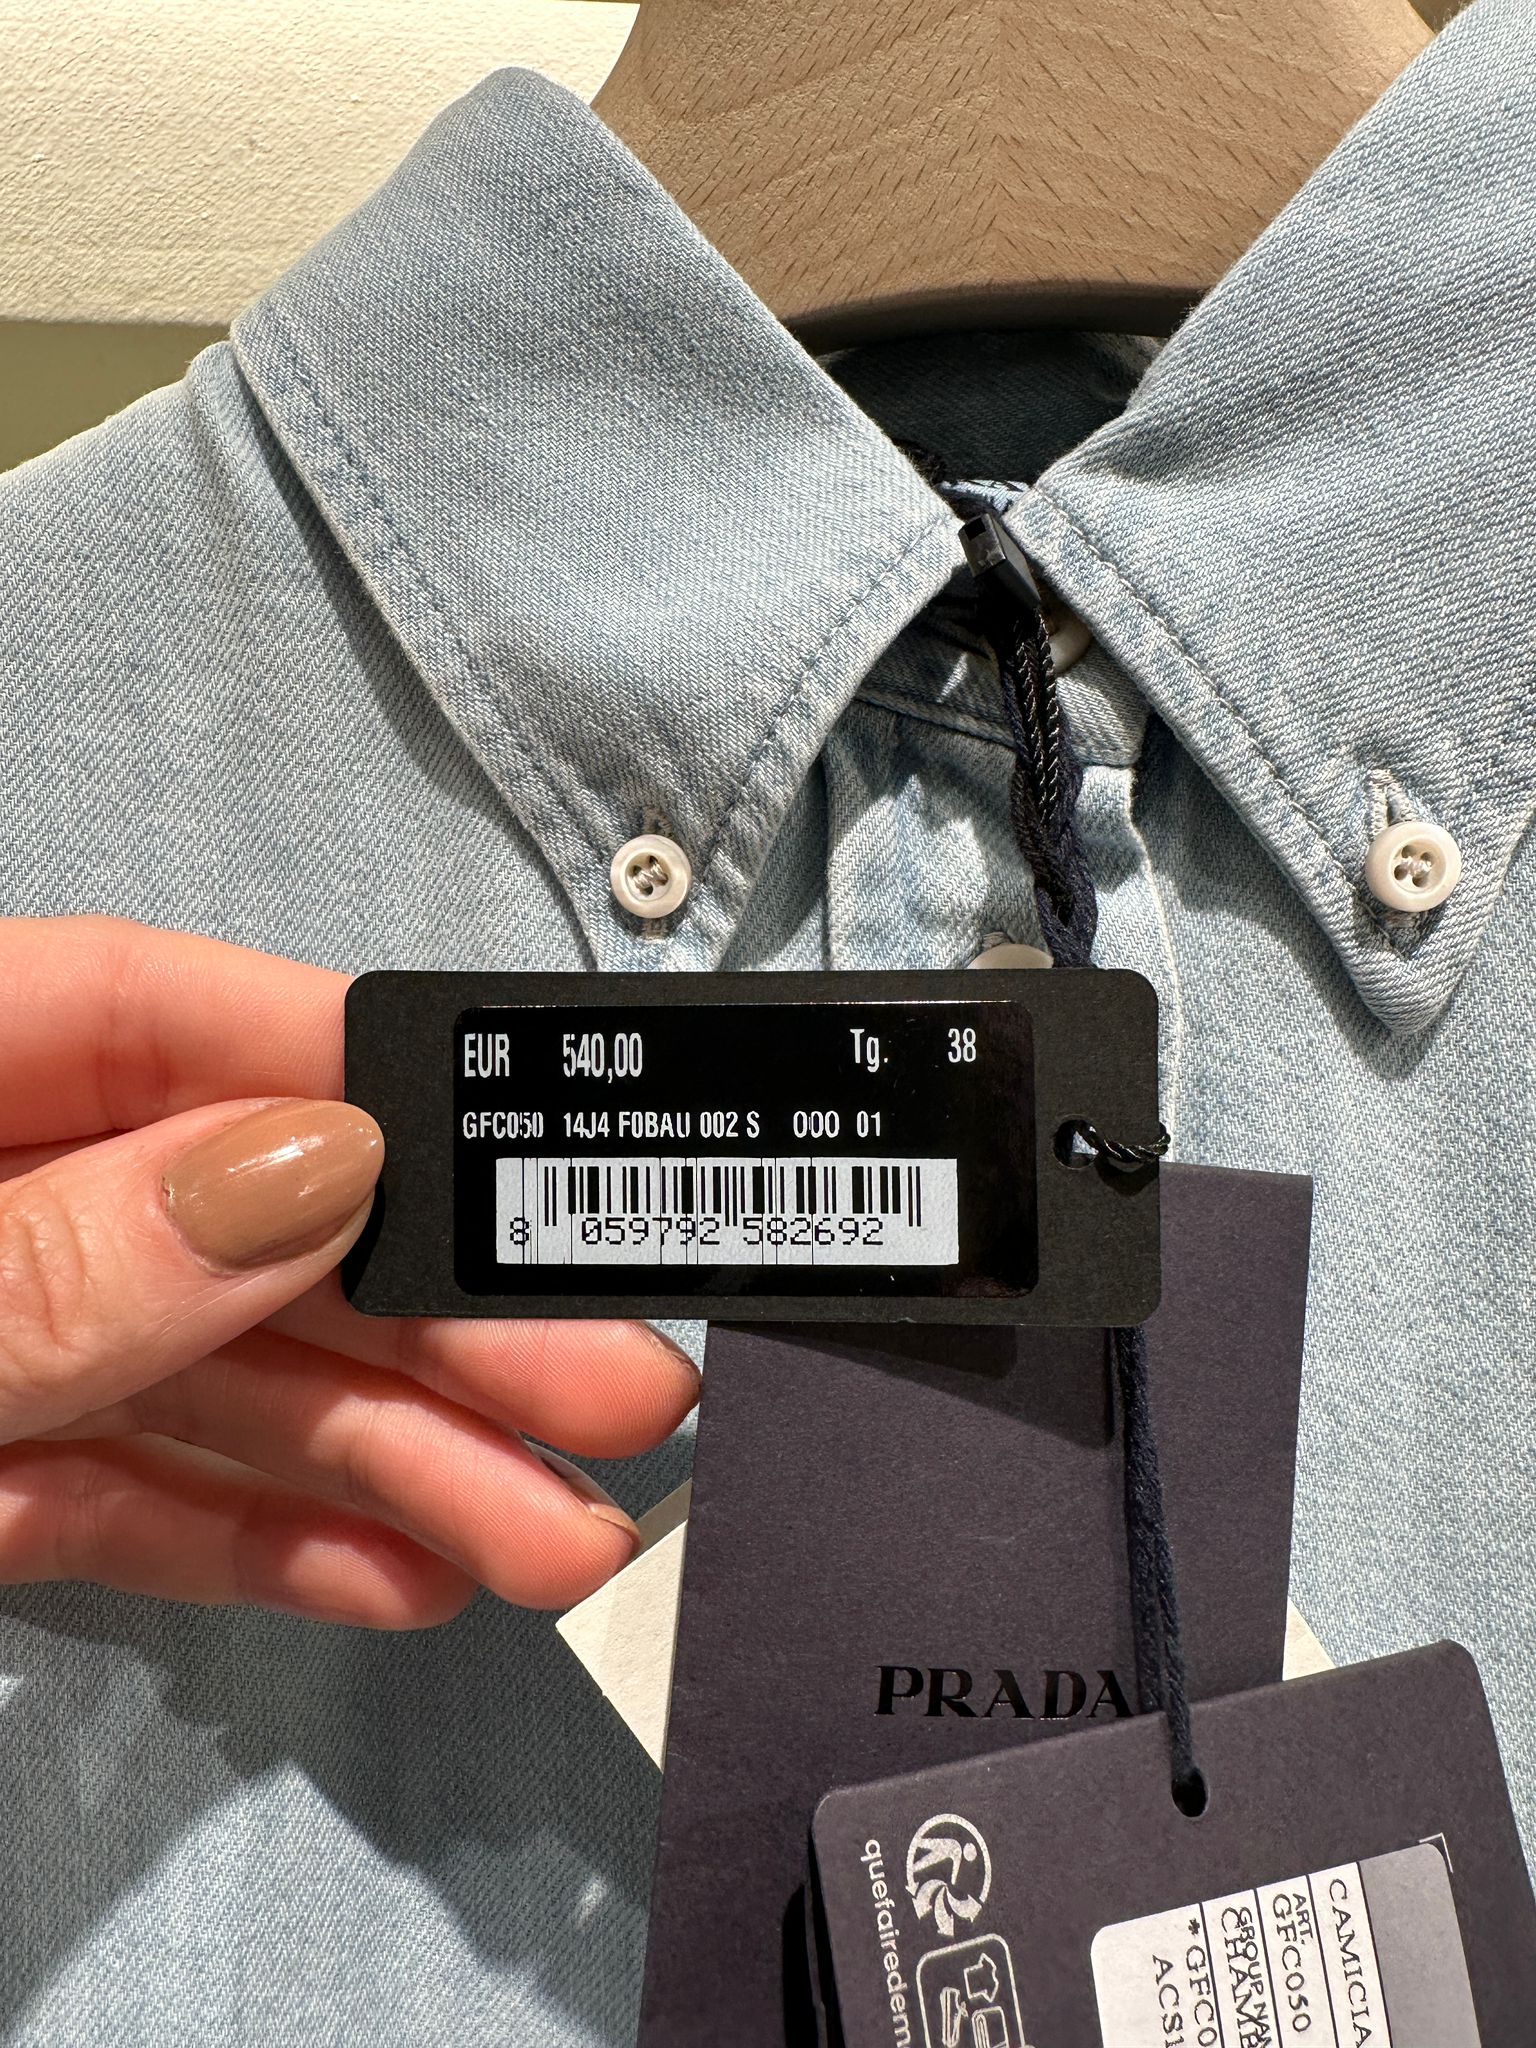 EUR 540,00 Tg. 38
GFC050 14J4 F0BAU 002 S 000 01
8 059792 582692
PRADA
quefairedem
CAMICIA
ART.
GFC050
*GFC0